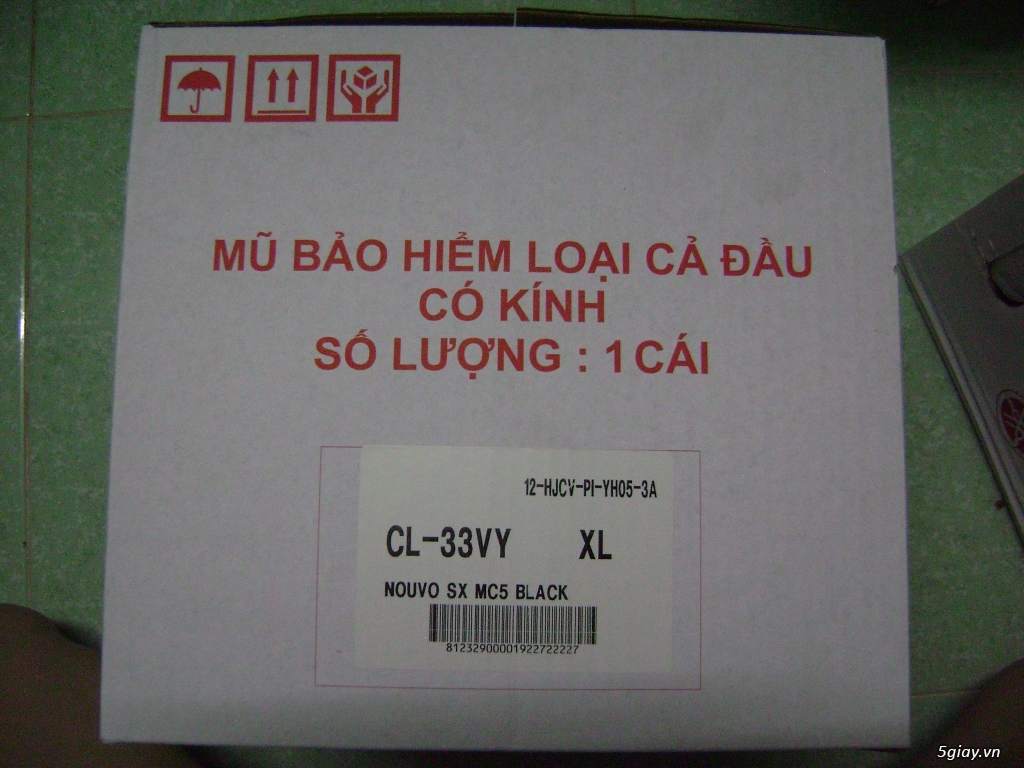 MŨ BẢO HIỂM LOẠI CẢ ĐẦU
CÓ KÍNH
SỐ LƯỢNG : 1 CÁI
12-HJCV-PI-YH05-3A
CL-33VY XL
NOUVO SX MC5 BLACK
81232900001922722227
5giay.vn